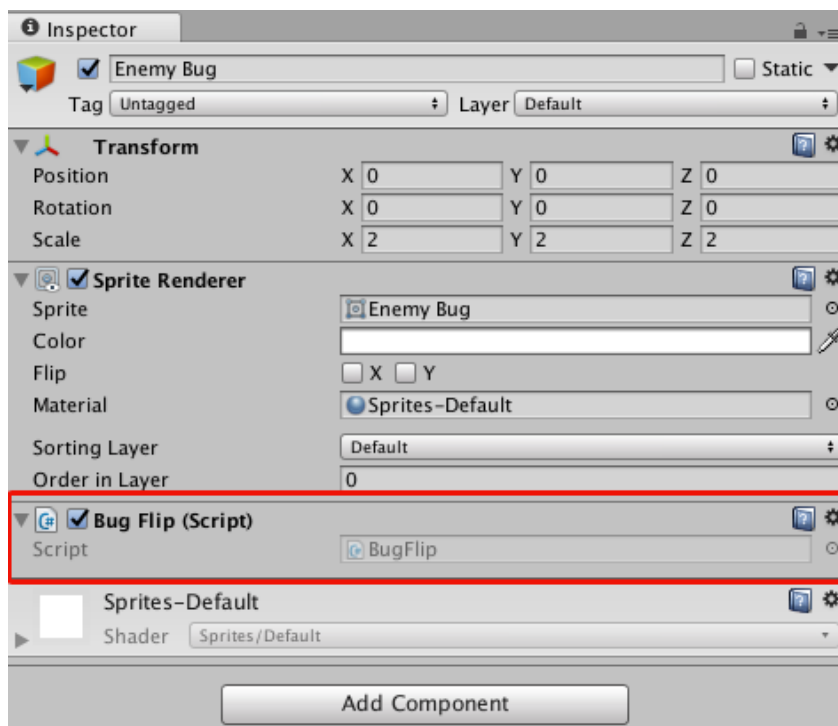 Inspector
Enemy Bug Static
Tag Untagged Layer Default
Transform
Position X 0 Y 0 Z 0
Rotation X 0 Y 0 Z 0
Scale X 2 Y 2 Z 2
Sprite Renderer
Sprite Enemy Bug
Color
Flip X Y
Material Sprites-Default
Sorting Layer Default
Order in Layer 0
Bug Flip (Script)
Script BugFlip
Sprites-Default
Shader Sprites/Default
Add Component